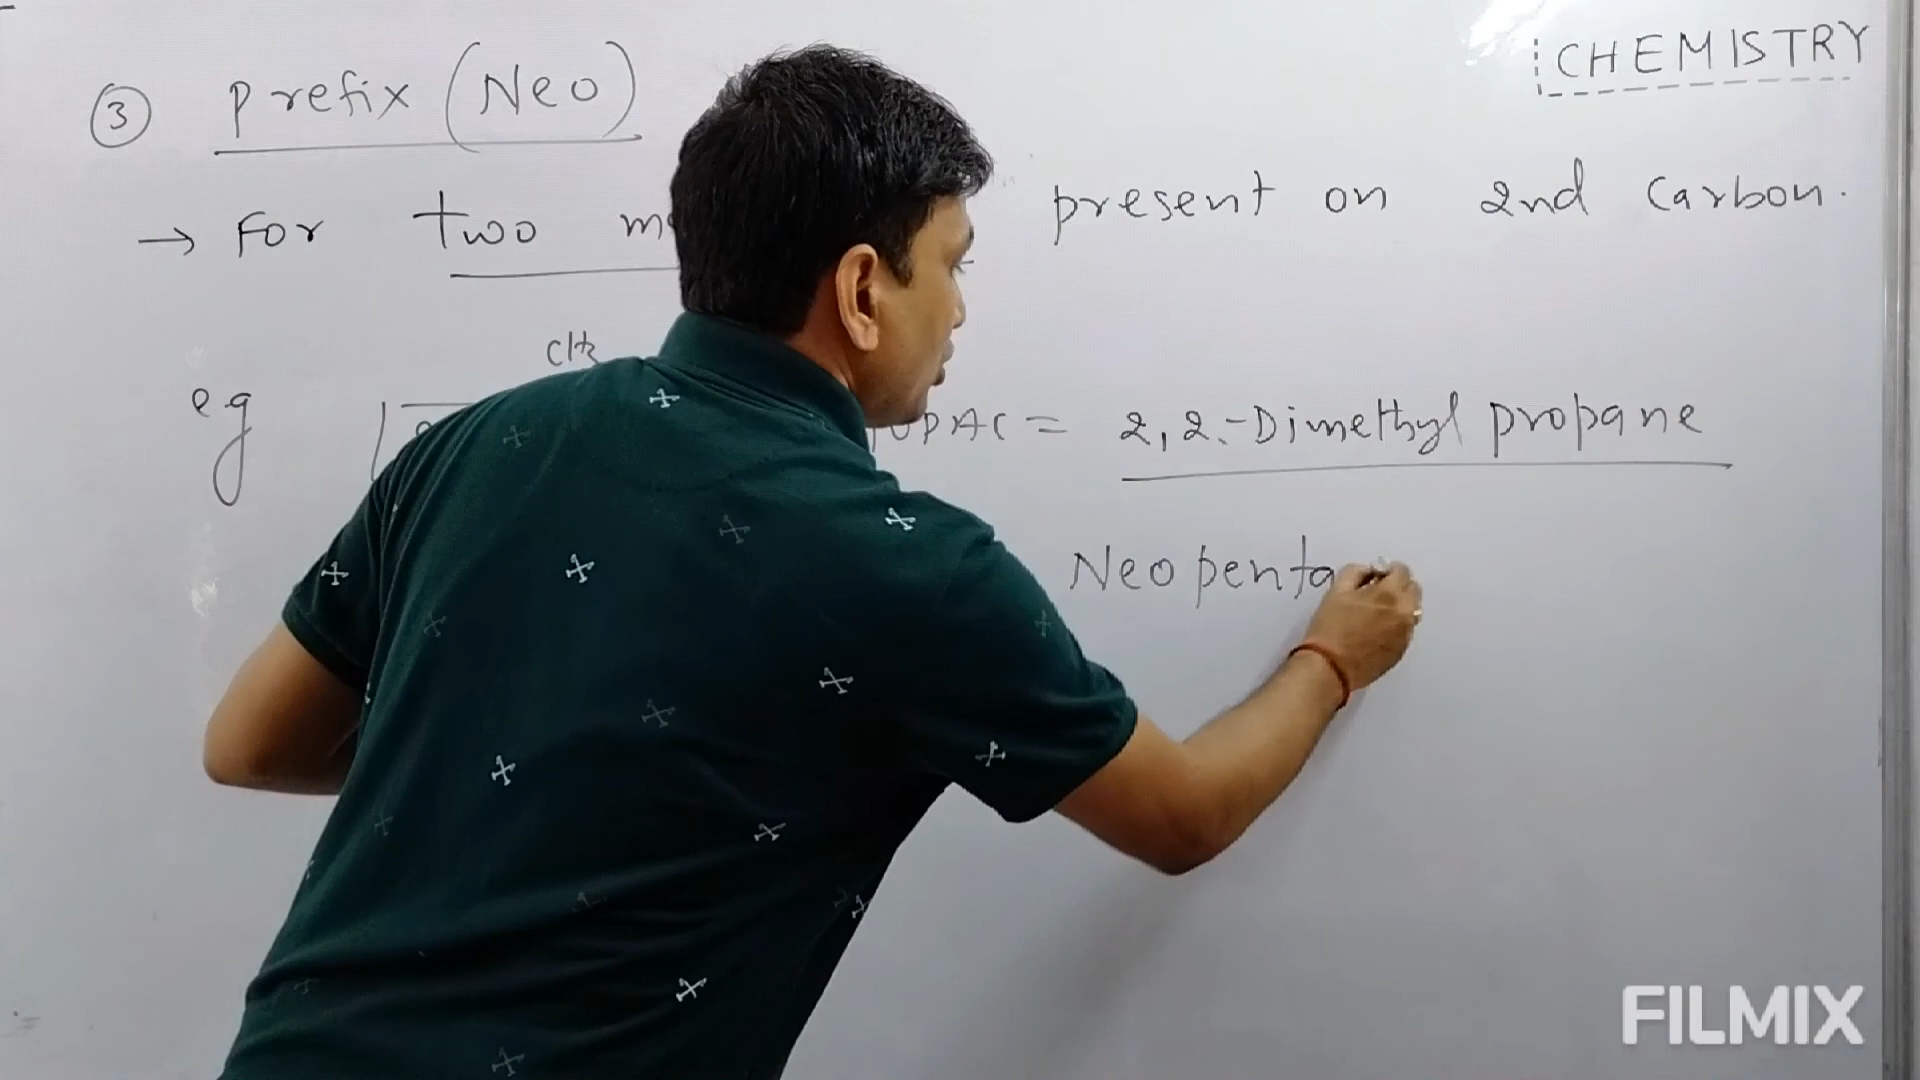 CHEMISTRY
③ Prefix (Neo)
→ For two present on 2nd Carbon.
CH3
eg IUPAC = 2,2-Dimethyl propane
Neopenta
FILMIX